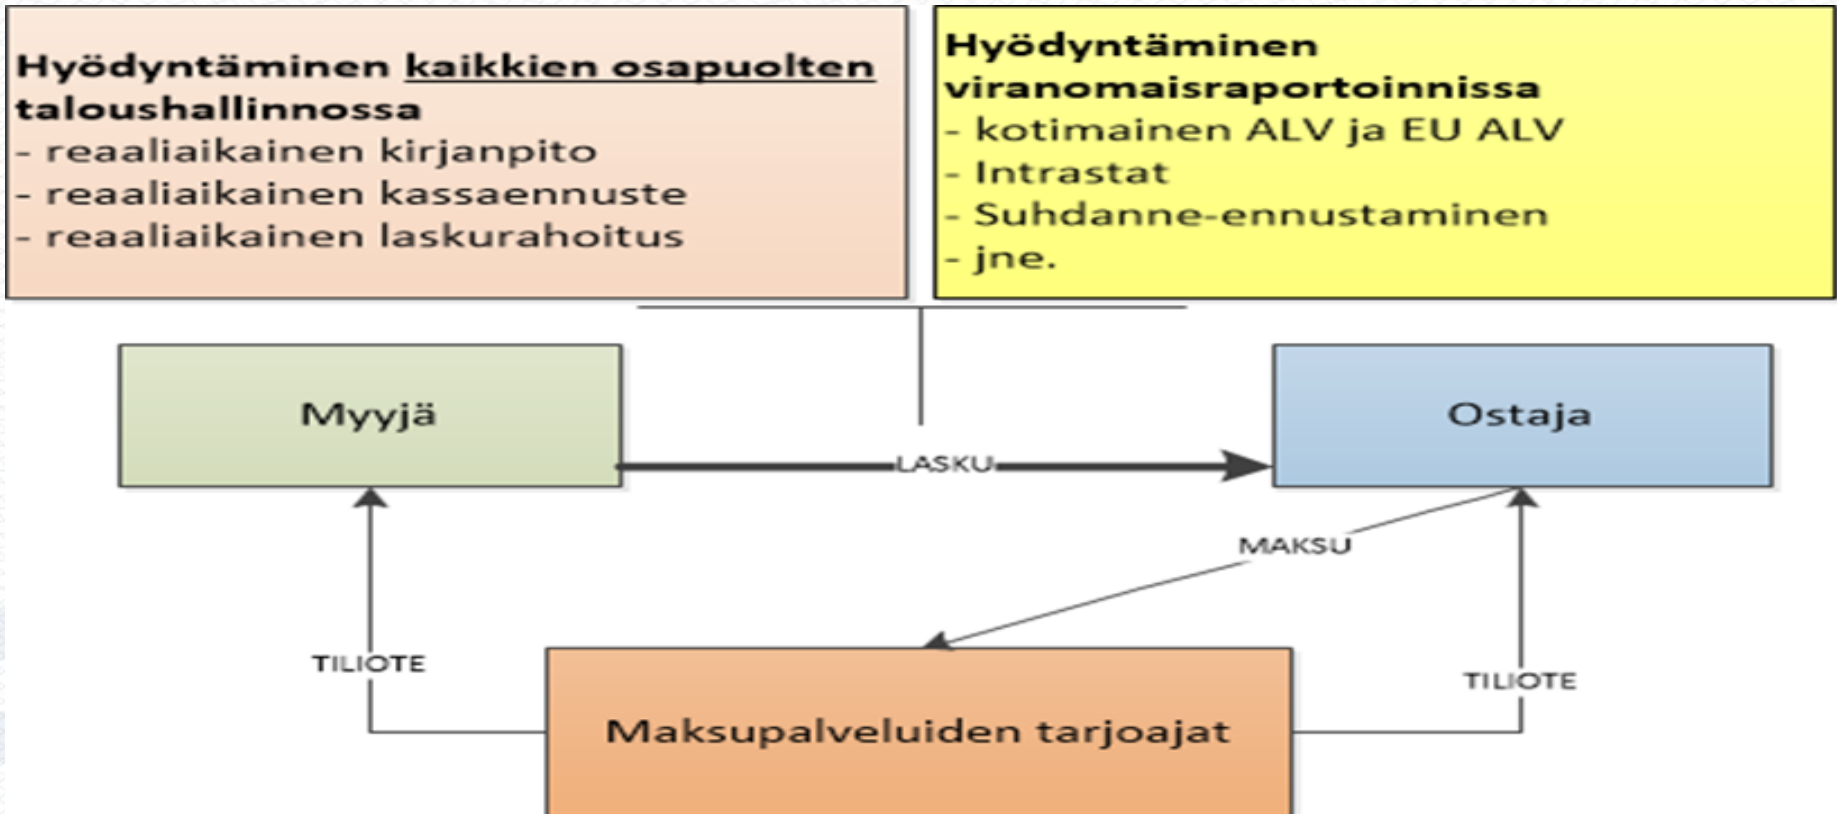 Hyödyntäminen kaikkien osapuolten
taloushallinnossa
- reaaliaikainen kirjanpito
- reaaliaikainen kassaennuste
- reaaliaikainen laskurahoitus
Hyödyntäminen
viranomaisraportoinnissa
- kotimainen ALV ja EU ALV
- Intrastat
- Suhdanne-ennustaminen
- jne.
Myyjä
Ostaja
LASKU
MAKSU
TILIOTE
TILIOTE
Maksupalveluiden tarjoajat